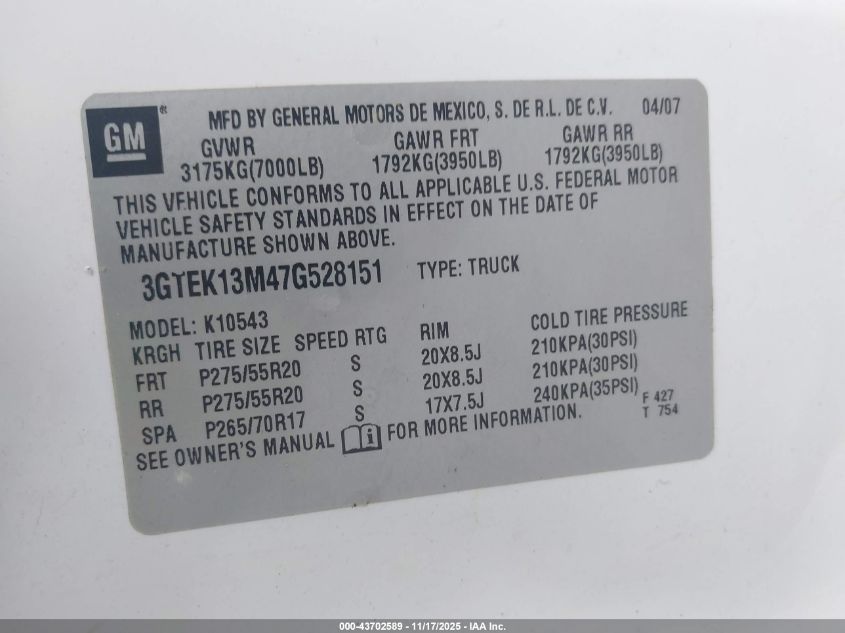 GM ® MFD BY GENERAL MOTORS DE MEXICO, S. DE R.L. DE C.V. 04/07
GVWR GAWR FRT GAWR RR
3175KG(7000LB) 1792KG(3950LB) 1792KG(3950LB)
THIS VEHICLE CONFORMS TO ALL APPLICABLE U.S. FEDERAL MOTOR
VEHICLE SAFETY STANDARDS IN EFFECT ON THE DATE OF
MANUFACTURE SHOWN ABOVE.
3GTEK13M47G528151 TYPE: TRUCK
MODEL: K10543
KRGH TIRE SIZE SPEED RTG RIM COLD TIRE PRESSURE
FRT P275/55R20 S 20X8.5J 210KPA(30PSI)
RR P275/55R20 S 20X8.5J 210KPA(30PSI)
SPA P265/70R17 S 17X7.5J 240KPA(35PSI) F 427
SEE OWNER'S MANUAL i FOR MORE INFORMATION. T 754
000-43702589 - 11/17/2025 - IAA Inc.